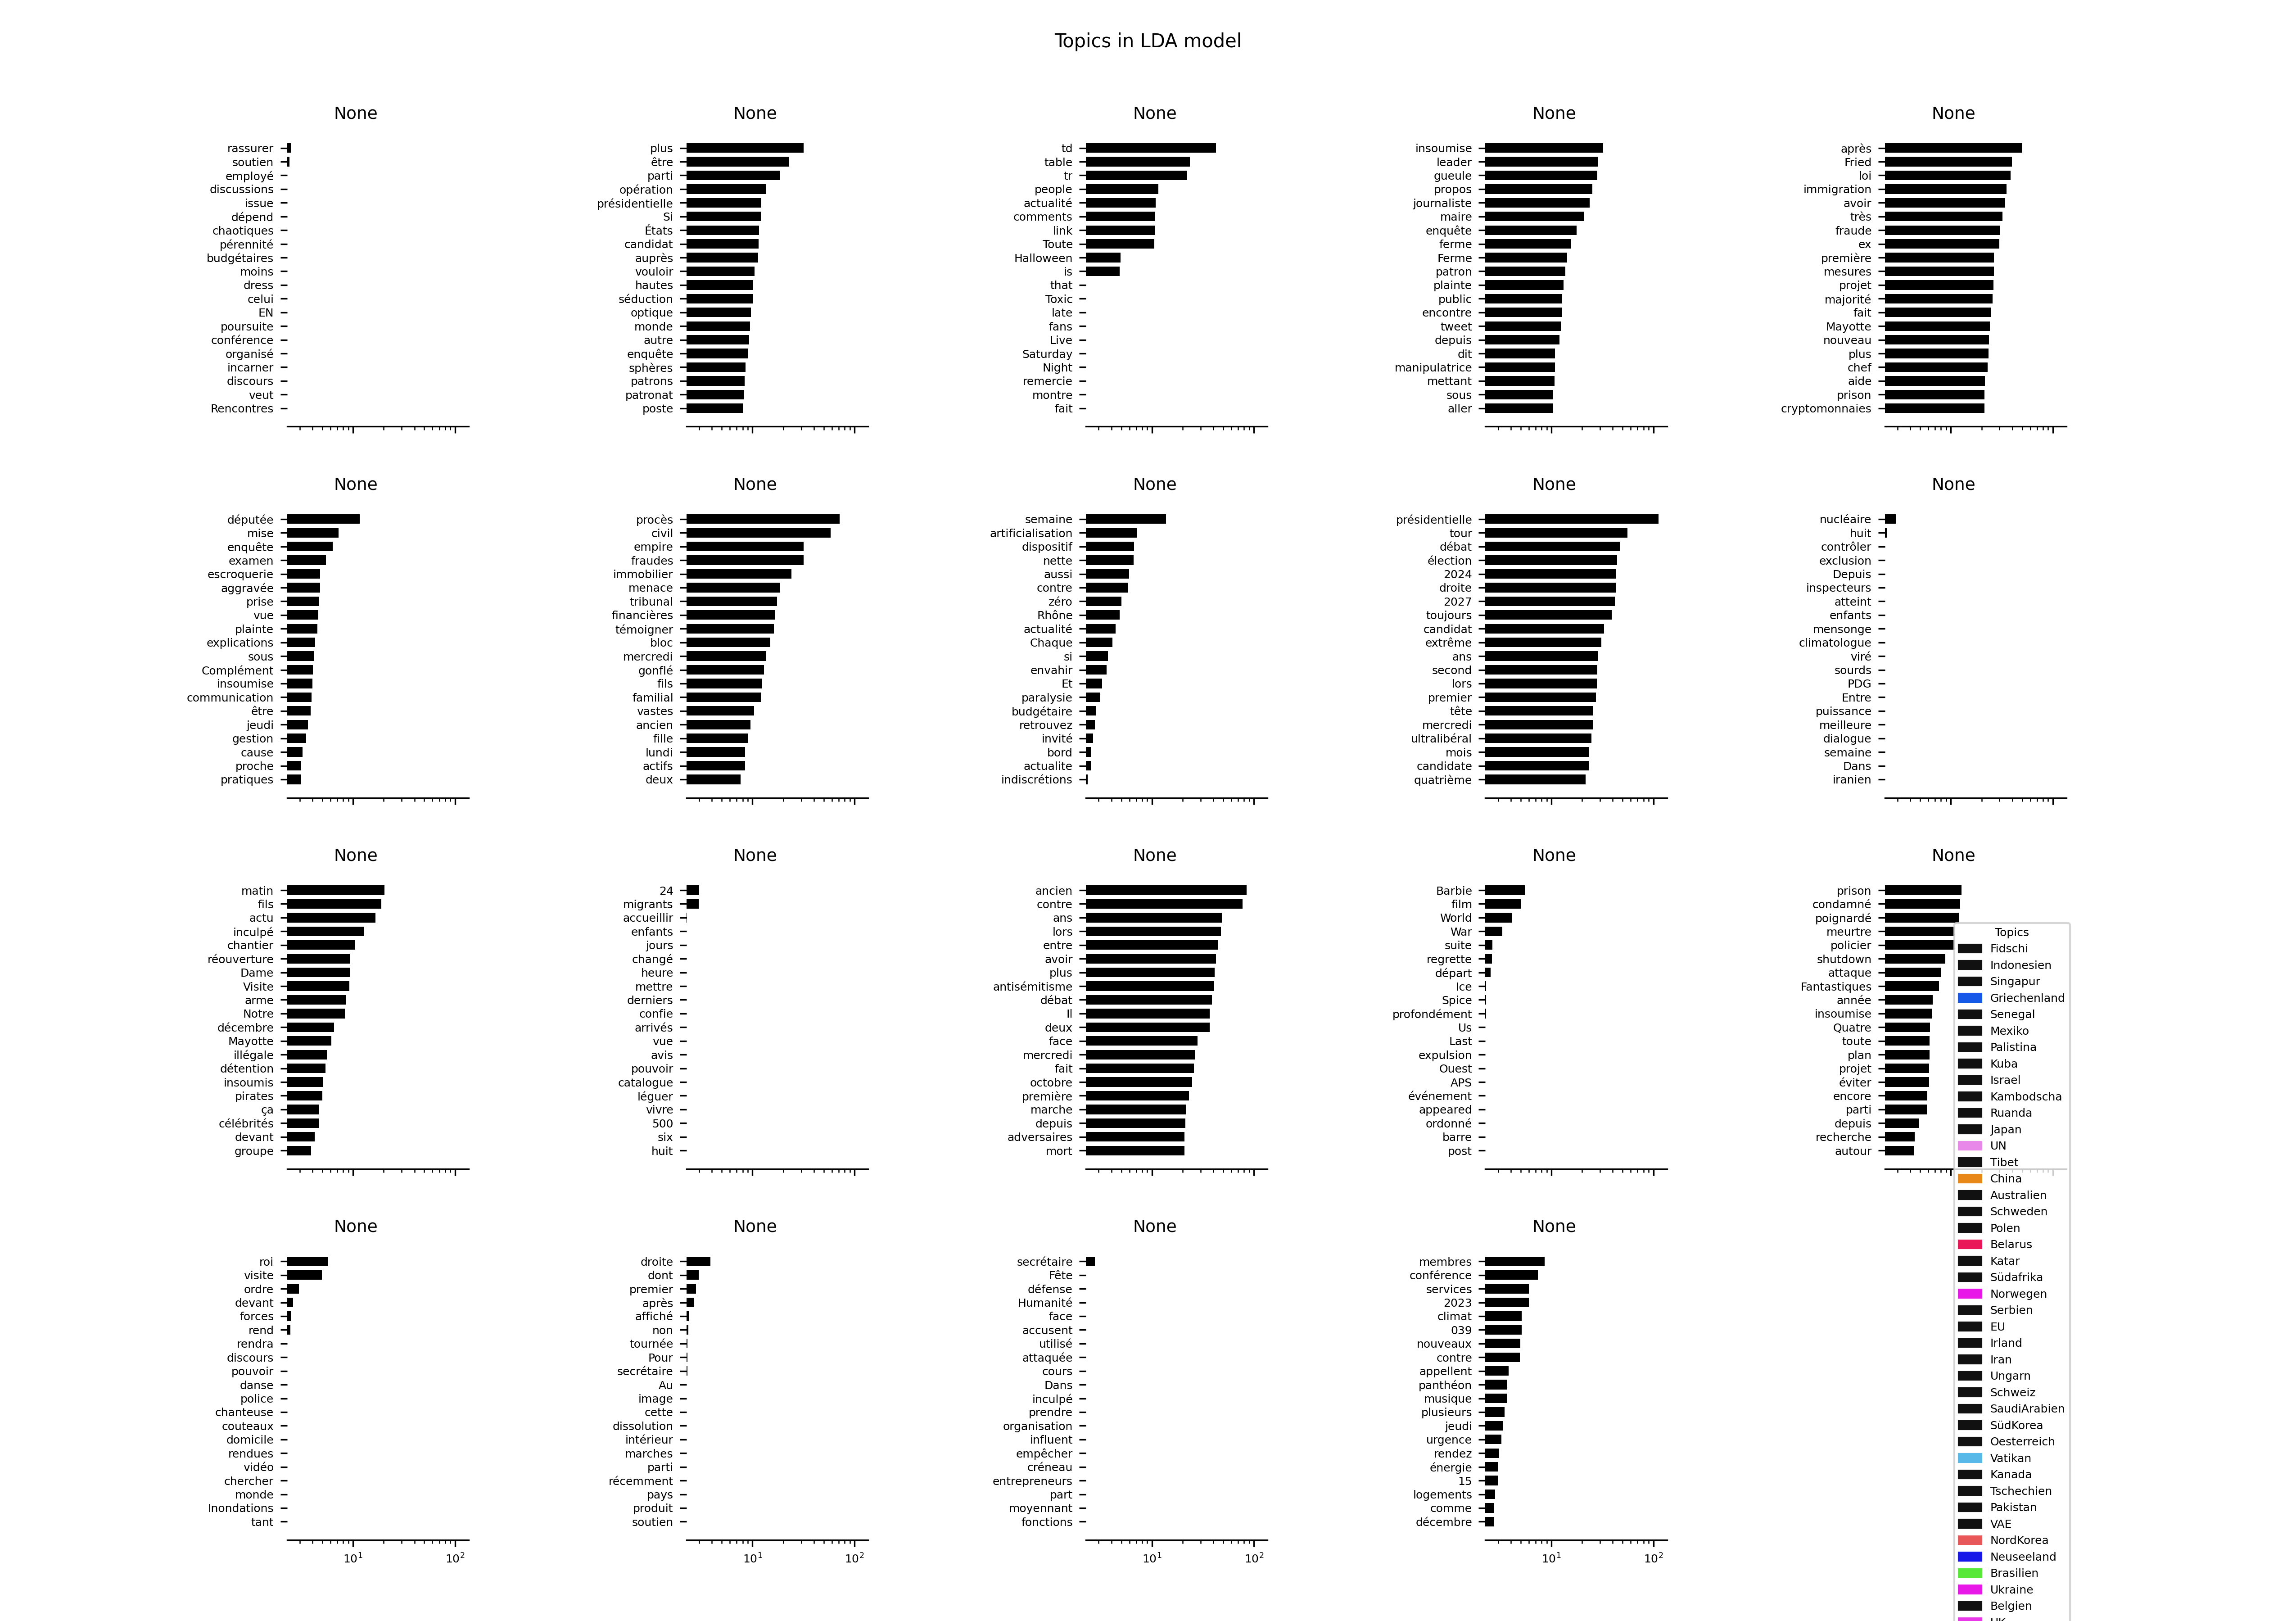 Topics in LDA model
None
rassurer
soutien
employé
discussions
issue
dépend
chaotiques
pérennité
budgétaires
moins
dress
celui
EN
poursuite
conférence
organisé
incarner
discours
veut
Rencontres
None
plus
être
parti
opération
présidentielle
Si
États
candidat
auprès
vouloir
hautes
séduction
optique
monde
autre
enquête
sphères
patrons
patronat
poste
None
td
table
tr
people
actualité
comments
link
Toute
Halloween
is
that
Toxic
late
fans
Live
Saturday
Night
remercie
montre
fait
None
insoumise
leader
gueule
propos
journaliste
maire
enquête
ferme
Ferme
patron
plainte
public
encontre
tweet
depuis
dit
manipulatrice
mettant
sous
aller
None
après
Fried
loi
immigration
avoir
très
fraude
ex
première
mesures
projet
majorité
fait
Mayotte
nouveau
plus
chef
aide
prison
cryptomonnaies
None
députée
mise
enquête
examen
escroquerie
aggravée
prise
vue
plainte
explications
sous
Complément
insoumise
communication
être
jeudi
gestion
cause
proche
pratiques
None
procès
civil
empire
fraudes
immobilier
menace
tribunal
financières
témoigner
bloc
mercredi
gonflé
fils
familial
vastes
ancien
fille
lundi
actifs
deux
None
semaine
artificialisation
dispositif
nette
aussi
contre
zéro
Rhône
actualité
Chaque
si
envahir
Et
paralysie
budgétaire
retrouvez
invité
bord
actualite
indiscrétions
None
présidentielle
tour
débat
élection
2024
droite
2027
toujours
candidat
extrême
ans
second
lors
premier
tête
mercredi
ultralibéral
mois
candidate
quatrième
None
nucléaire
huit
contrôler
exclusion
Depuis
inspecteurs
atteint
enfants
mensonge
climatologue
viré
sourds
PDG
Entre
puissance
meilleure
dialogue
semaine
Dans
iranien
None
matin
fils
actu
inculpé
chantier
réouverture
Dame
Visite
arme
Notre
décembre
Mayotte
illégale
détention
insoumis
pirates
ça
célébrités
devant
groupe
None
24
migrants
accueillir
enfants
jours
changé
heure
mettre
derniers
confie
arrivés
vue
avis
pouvoir
catalogue
léguer
vivre
500
six
huit
None
ancien
contre
ans
lors
entre
avoir
plus
antisémitisme
débat
Il
deux
face
mercredi
fait
octobre
première
marche
depuis
adversaires
mort
None
Barbie
film
World
War
suite
regrette
départ
Ice
Spice
profondément
Us
Last
expulsion
Ouest
APS
événement
appeared
ordonné
barre
post
None
prison
condamné
poignardé
meurtre
policier
shutdown
attaque
Fantastiques
année
insoumise
Quatre
toute
plan
projet
éviter
encore
parti
depuis
recherche
autour
None
roi
visite
ordre
devant
forces
rend
rendra
discours
pouvoir
danse
police
chanteuse
couteaux
domicile
rendues
vidéo
chercher
monde
Inondations
tant
10^1 10^2
None
droite
dont
premier
après
affiché
non
tournée
Pour
secrétaire
Au
image
cette
dissolution
intérieur
marches
parti
récemment
pays
produit
soutien
10^1 10^2
None
secrétaire
Fête
défense
Humanité
face
accusent
utilisé
attaquée
cours
Dans
inculpé
prendre
organisation
influent
empêcher
créneau
entrepreneurs
part
moyennant
fonctions
10^1 10^2
None
membres
conférence
services
2023
climat
039
nouveaux
contre
appellent
panthéon
musique
plusieurs
jeudi
urgence
rendez
énergie
15
logements
comme
décembre
10^1 10^2
Topics
Fidschi
Indonesien
Singapur
Griechenland
Senegal
Mexiko
Palistina
Kuba
Israel
Kambodscha
Ruanda
Japan
UN
Tibet
China
Australien
Schweden
Polen
Belarus
Katar
Südafrika
Norwegen
Serbien
EU
Irland
Iran
Ungarn
Schweiz
SaudiArabien
SüdKorea
Oesterreich
Vatikan
Kanada
Tschechien
Pakistan
VAE
NordKorea
Neuseeland
Brasilien
Ukraine
Belgien